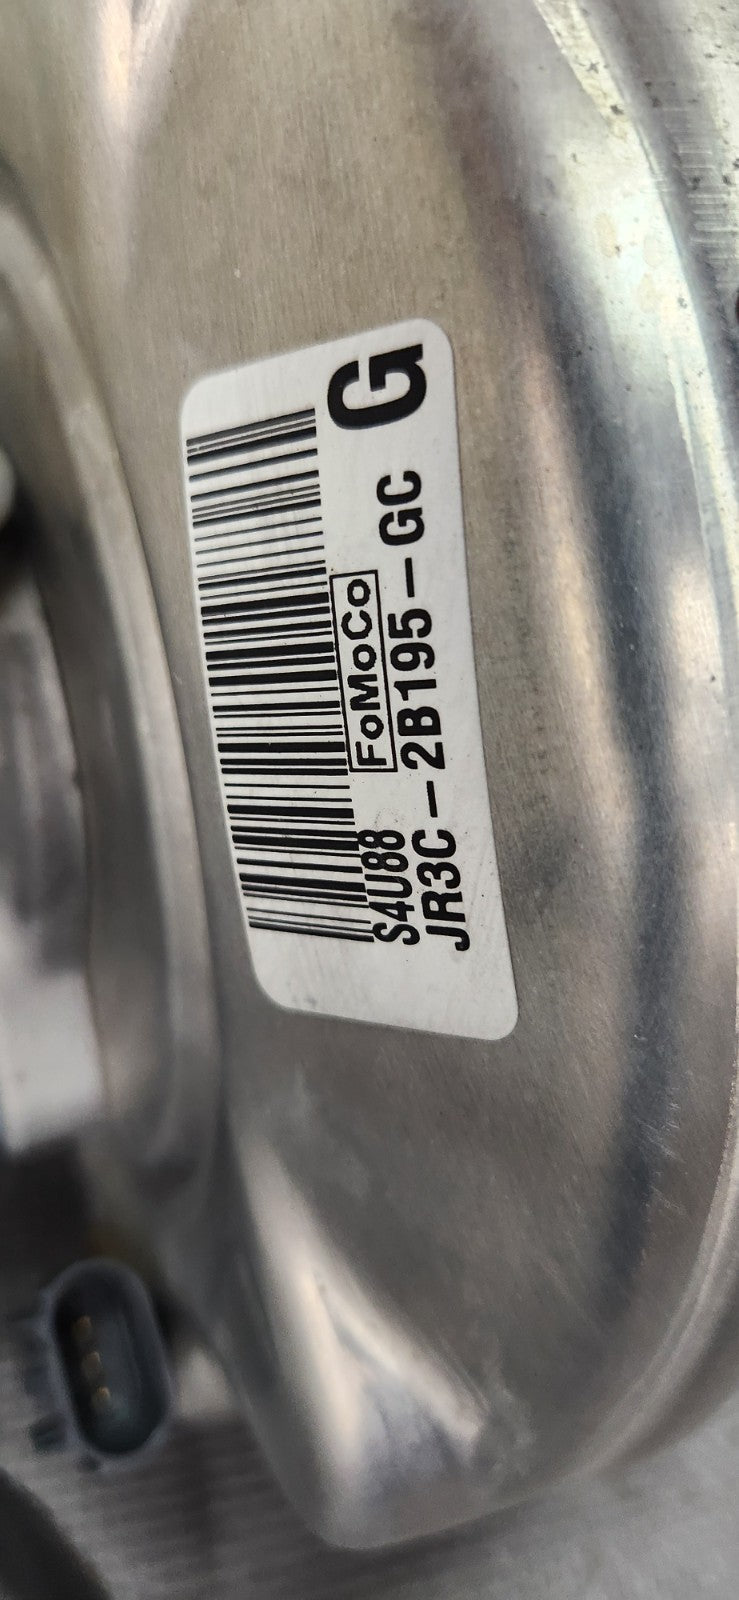 FoMoCo
G
S4U88
JR3C-2B195-GC